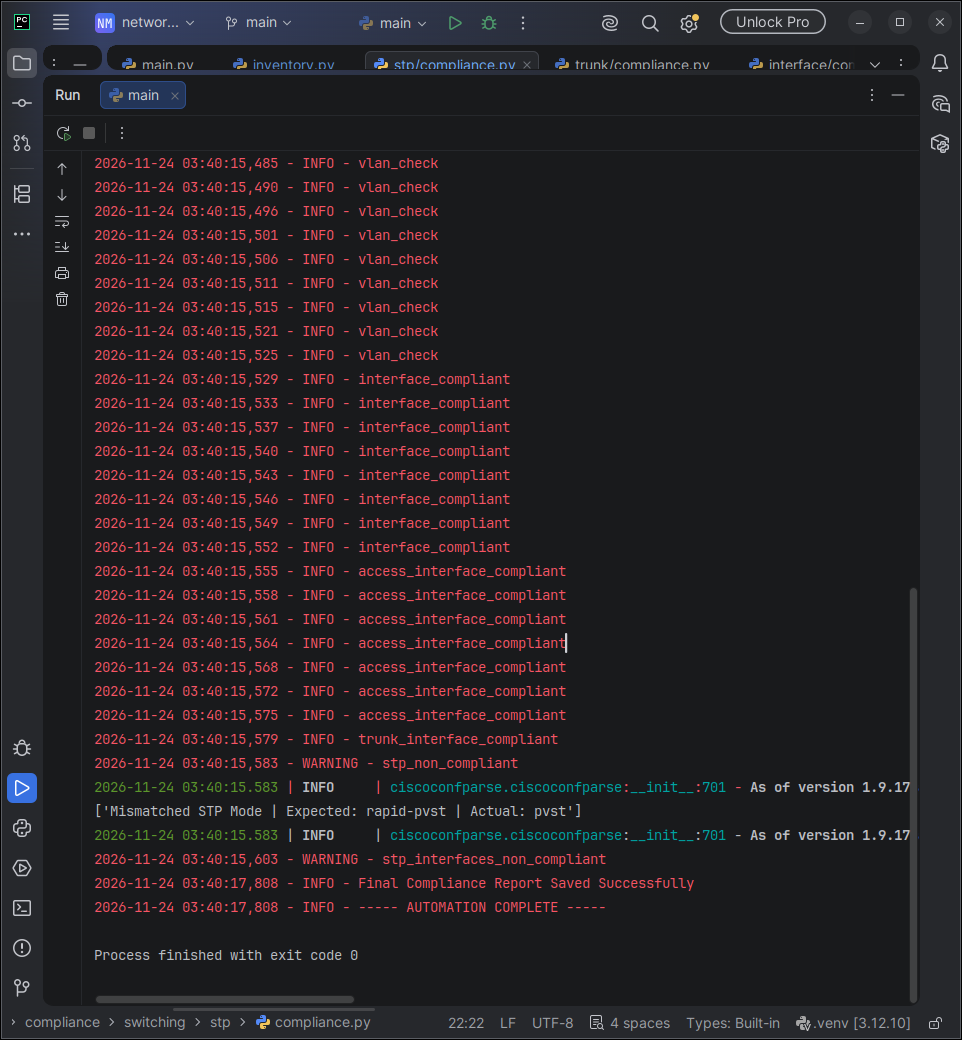 PC
NM networ... main main Unlock Pro
main.py inventory.py stp/compliance.py trunk/compliance.py interface/con
Run main
2026-11-24 03:40:15,485 - INFO - vlan_check
2026-11-24 03:40:15,490 - INFO - vlan_check
2026-11-24 03:40:15,496 - INFO - vlan_check
2026-11-24 03:40:15,501 - INFO - vlan_check
2026-11-24 03:40:15,506 - INFO - vlan_check
2026-11-24 03:40:15,511 - INFO - vlan_check
2026-11-24 03:40:15,515 - INFO - vlan_check
2026-11-24 03:40:15,521 - INFO - vlan_check
2026-11-24 03:40:15,525 - INFO - vlan_check
2026-11-24 03:40:15,529 - INFO - interface_compliant
2026-11-24 03:40:15,533 - INFO - interface_compliant
2026-11-24 03:40:15,537 - INFO - interface_compliant
2026-11-24 03:40:15,540 - INFO - interface_compliant
2026-11-24 03:40:15,543 - INFO - interface_compliant
2026-11-24 03:40:15,546 - INFO - interface_compliant
2026-11-24 03:40:15,549 - INFO - interface_compliant
2026-11-24 03:40:15,552 - INFO - interface_compliant
2026-11-24 03:40:15,555 - INFO - access_interface_compliant
2026-11-24 03:40:15,558 - INFO - access_interface_compliant
2026-11-24 03:40:15,561 - INFO - access_interface_compliant
2026-11-24 03:40:15,564 - INFO - access_interface_compliant
2026-11-24 03:40:15,568 - INFO - access_interface_compliant
2026-11-24 03:40:15,572 - INFO - access_interface_compliant
2026-11-24 03:40:15,575 - INFO - access_interface_compliant
2026-11-24 03:40:15,579 - INFO - trunk_interface_compliant
2026-11-24 03:40:15,583 - WARNING - stp_non_compliant
2026-11-24 03:40:15.583 | INFO     | ciscoconfparse.ciscoconfparse:__init__:701 - As of version 1.9.17
['Mismatched STP Mode | Expected: rapid-pvst | Actual: pvst']
2026-11-24 03:40:15.583 | INFO     | ciscoconfparse.ciscoconfparse:__init__:701 - As of version 1.9.17
2026-11-24 03:40:15,603 - WARNING - stp_interfaces_non_compliant
2026-11-24 03:40:17,808 - INFO - Final Compliance Report Saved Successfully
2026-11-24 03:40:17,808 - INFO - ----- AUTOMATION COMPLETE -----
Process finished with exit code 0
compliance > switching > stp > compliance.py 22:22 LF UTF-8 4 spaces Types: Built-in .venv [3.12.10]